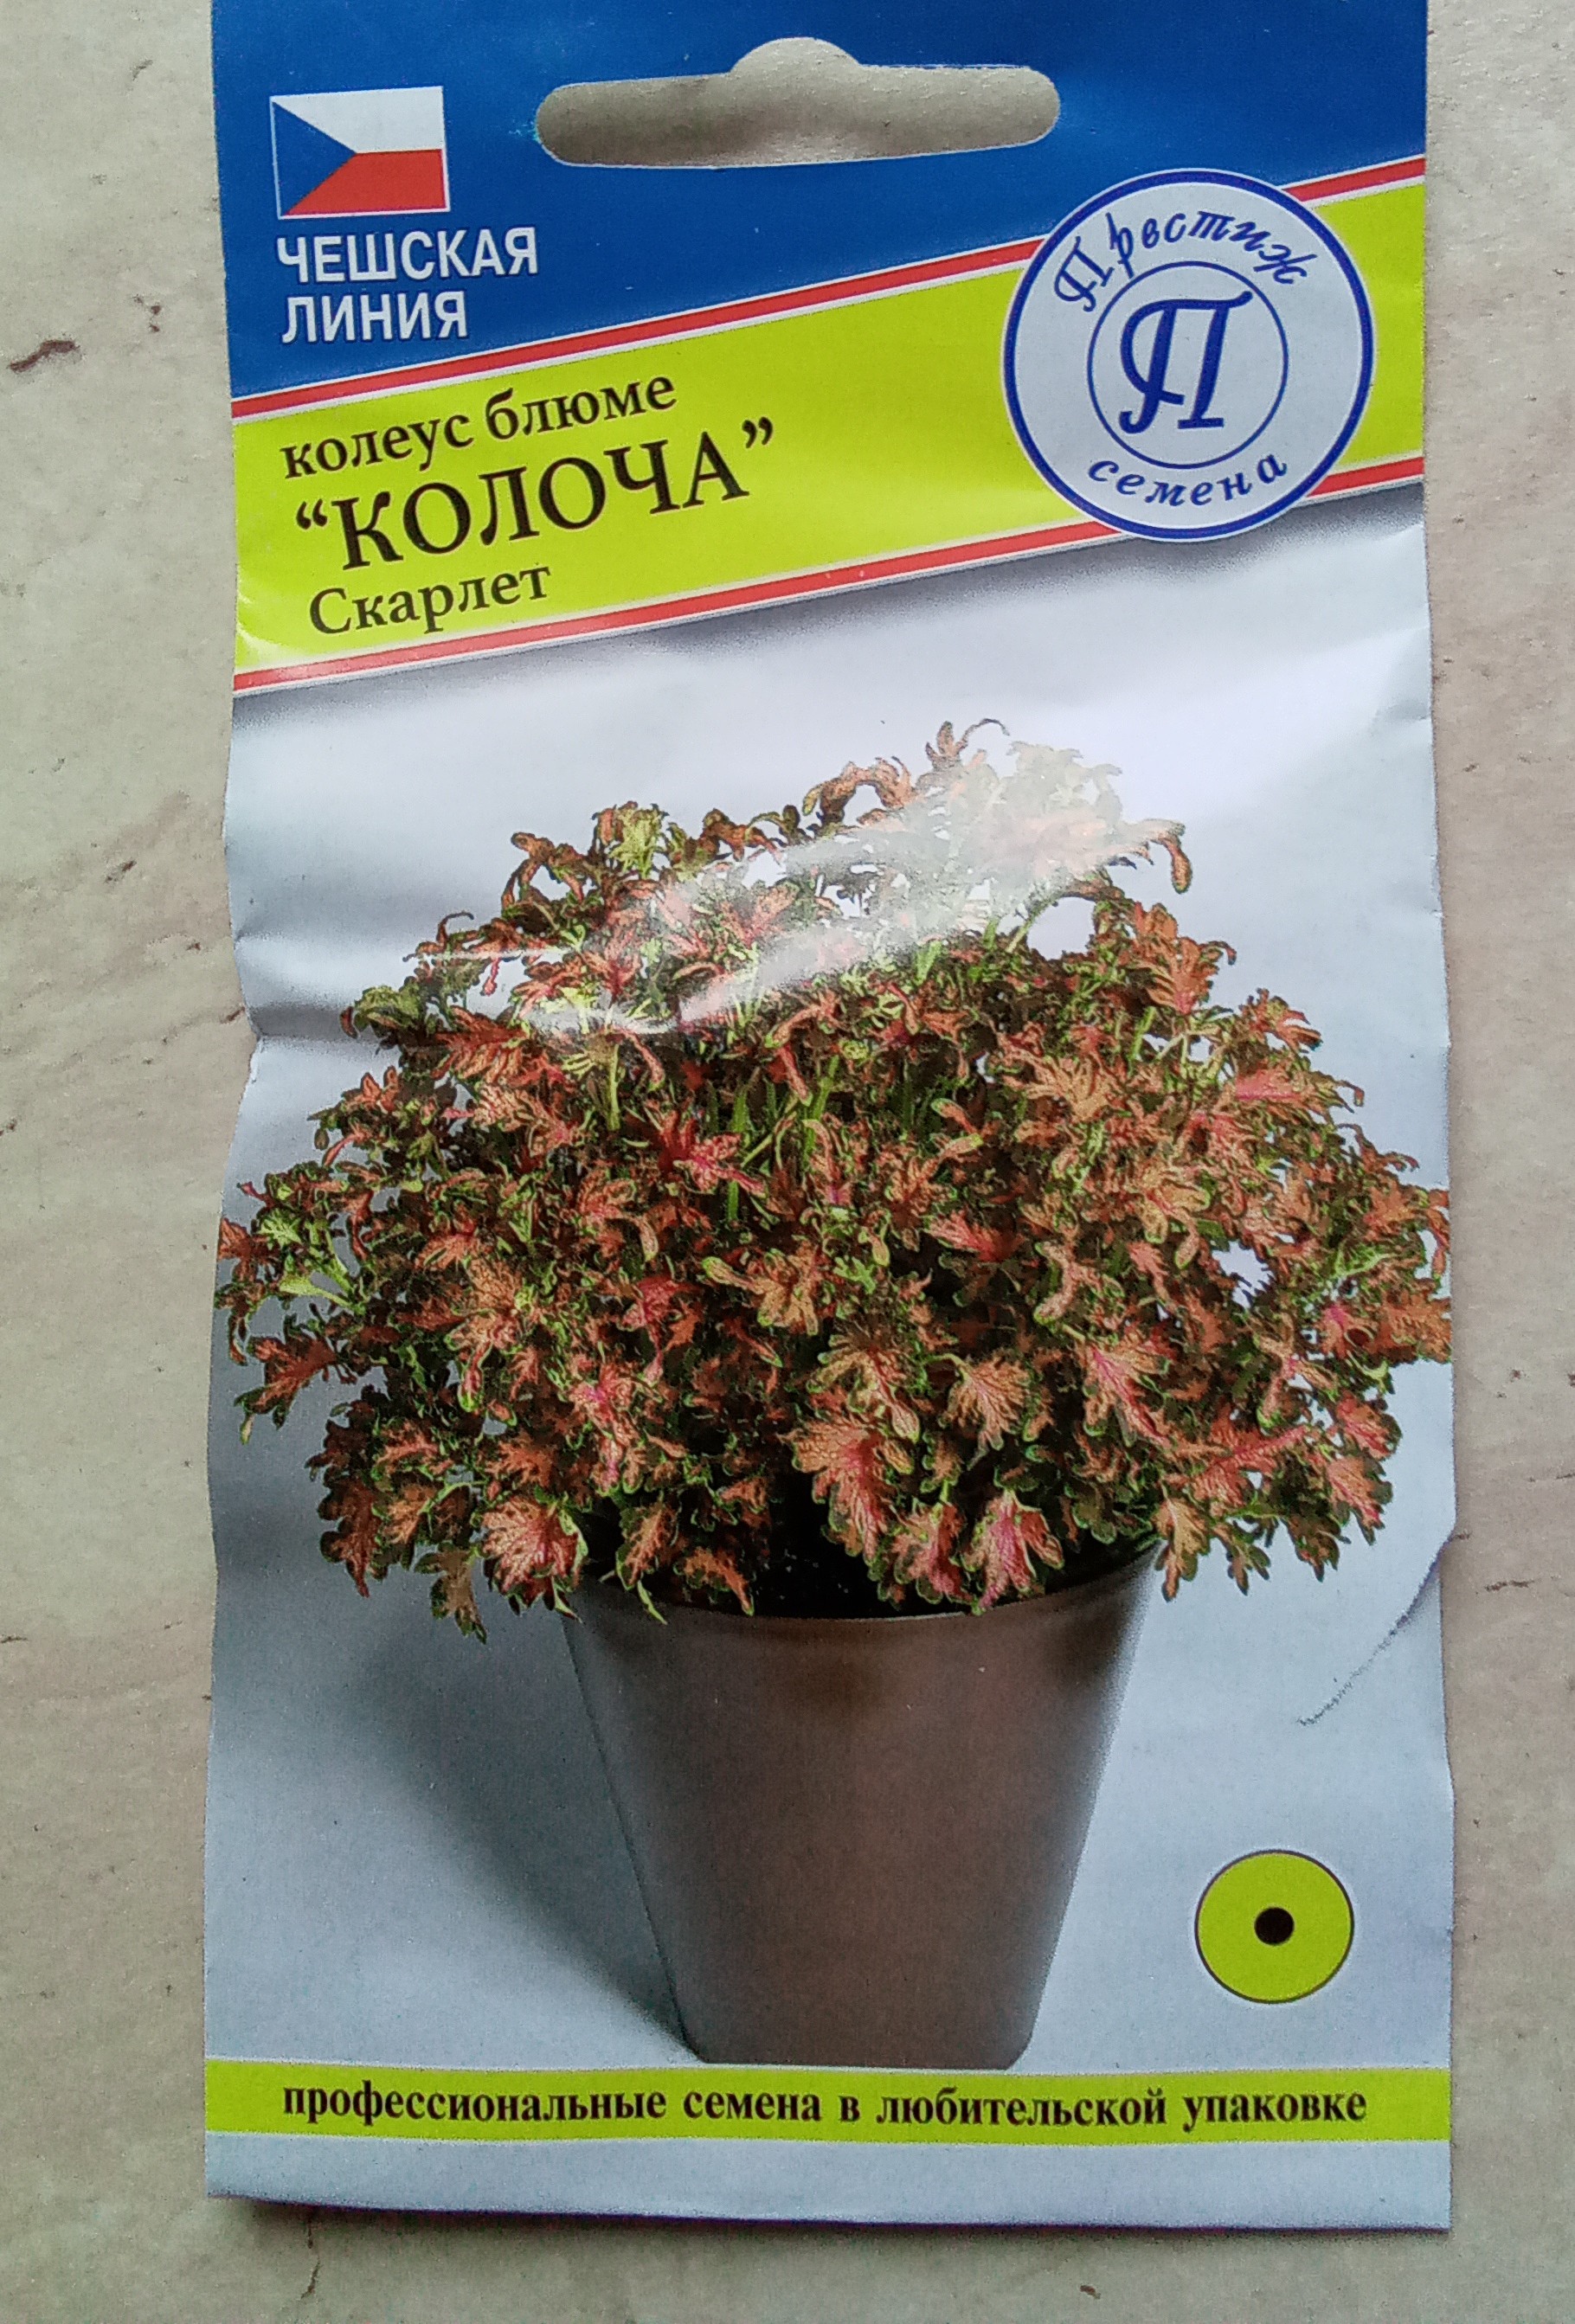 ЧЕШСКАЯ
ЛИНИЯ
Престиж
П
семена
колеус блюме
“КОЛОЧА”
Скарлет
профессиональные семена в любительской упаковке